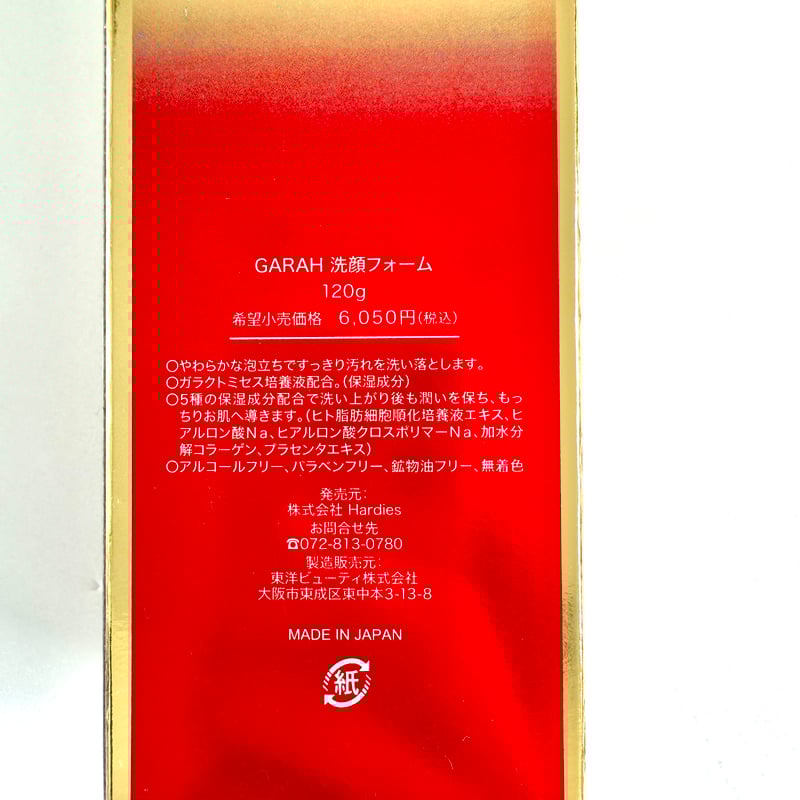 GARAH 洗顔フォーム
120g
希望小売価格 6,050円(税込)
○やわらかな泡立ちですっきり汚れを洗い落とします。
○ガラクトミセス培養液配合。(保湿成分)
○5種の保湿成分配合で洗い上がり後も潤いを保ち、もっ
ちりお肌へ導きます。(ヒト脂肪細胞順化培養液エキス、ヒ
アルロン酸Na、ヒアルロン酸クロスポリマーNa、加水分
解コラーゲン、プラセンタエキス)
○アルコールフリー、パラベンフリー、鉱物油フリー、無着色
発売元:
株式会社 Hardies
お問合せ先
☎072-813-0780
製造販売元:
東洋ビューティ株式会社
大阪市東成区東中本3-13-8
MADE IN JAPAN
紙